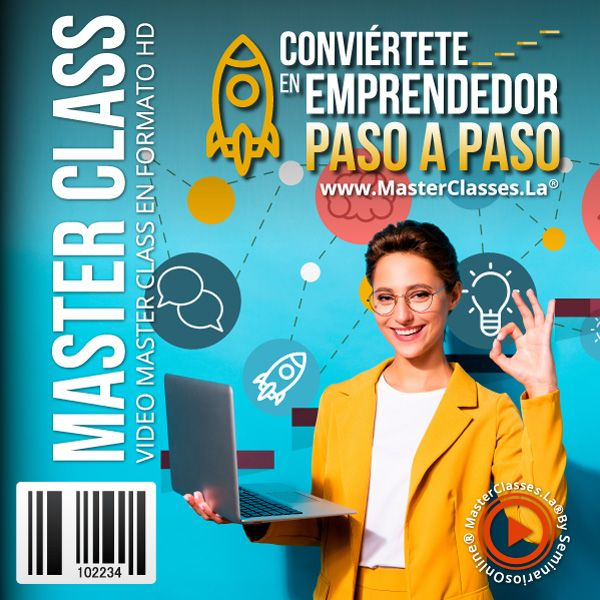 MASTER CLASS
VIDEO MASTER CLASS EN FORMATO HD
CONVIÉRTETE
EN EMPRENDEDOR
PASO A PASO
www.MasterClasses.La®
MasterClasses.La® By SeminariosOnline®
102234